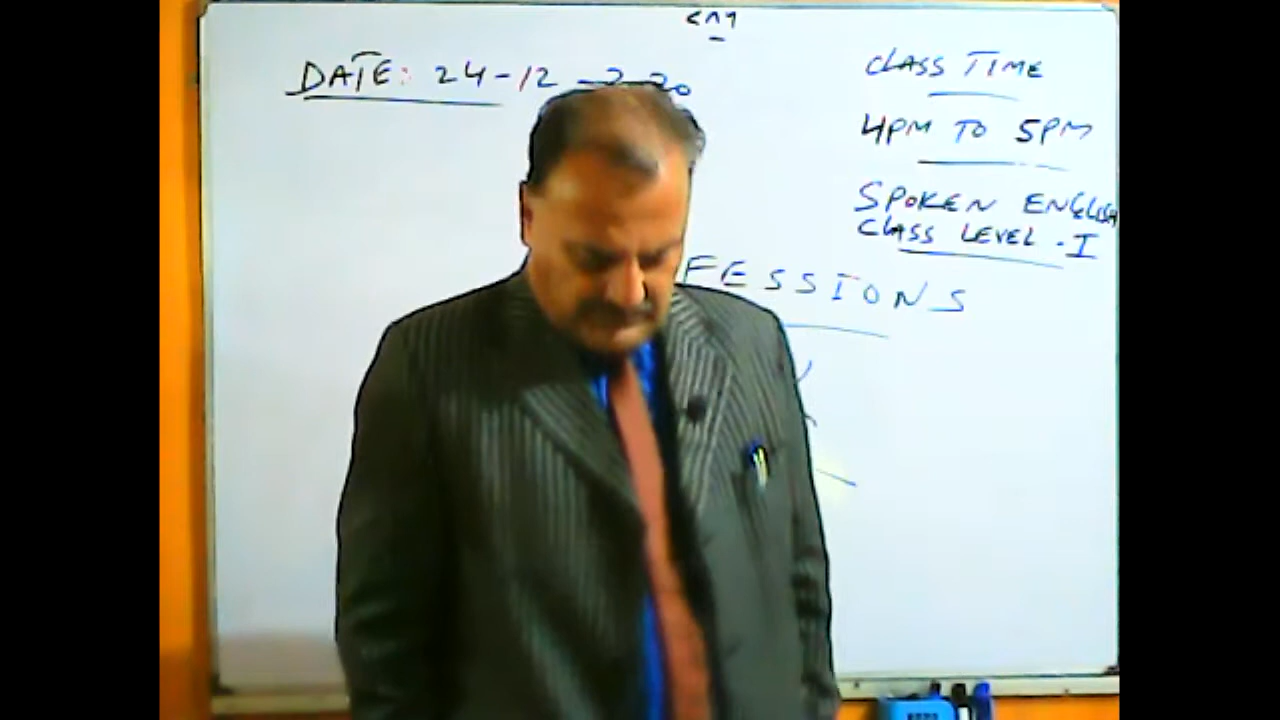 DATE: 24-12-2020
CLASS TIME
4PM TO 5PM
SPOKEN ENGLISH
CLASS LEVEL - I
FESSIONS